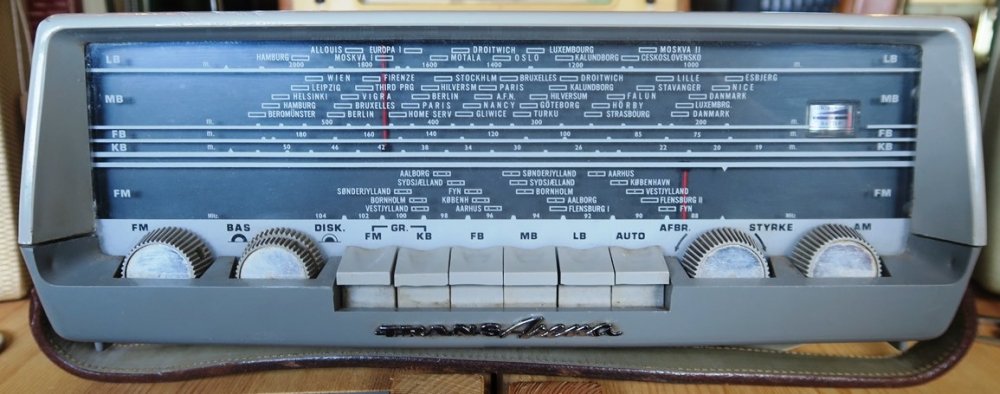 ALLOUIS EUROPA I DROITWICH LUXEMBOURG MOSKVA II
LB HAMBURG MOSKVA I MOTALA OSLO KALUNDBORG CESKOSLOVENSKO LB
m. 2000 1800 1600 1400 1200 1000
WIEN FIRENZE STOCKHLM BRUXELLES DROITWICH LILLE ESBJERG
LEIPZIG THIRD PRG HILVERSM PARIS KALUNDBORG STAVANGER NICE
MB HELSINKI VIGRA BERLIN A.F.N. HILVERSIM FALUN DANMARK MB
HAMBURG BRUXELLES PARIS NANCY GÖTEBORG HÖRBY LUXEMBRG.
BEROMÜNSTER BERLIN HOME SERV GLIWICE TURKU STRASBOURG DANMARK
m. 500 400 300 200 m.
FB m. 180 160 140 120 100 85 75 m. FB
KB m. 50 46 42 38 34 30 26 22 19 m. KB
AALBORG SØNDERJYLLAND AARHUS
SYDSJÆLLAND SYDSJÆLLAND KØBENHAVN
FM SØNDERJYLLAND FYN BORNHOLM VESTJYLLAND FM
BORNHOLM KØBENH AALBORG FLENSBURG II
VESTJYLLAND AARHUS FLENSBURG I FYN
MHz 104 102 100 98 96 94 92 90 88 MHz
FM BAS DISK. GR. AFBR. STYRKE AM
FM KB FB MB LB AUTO
TRANSArena